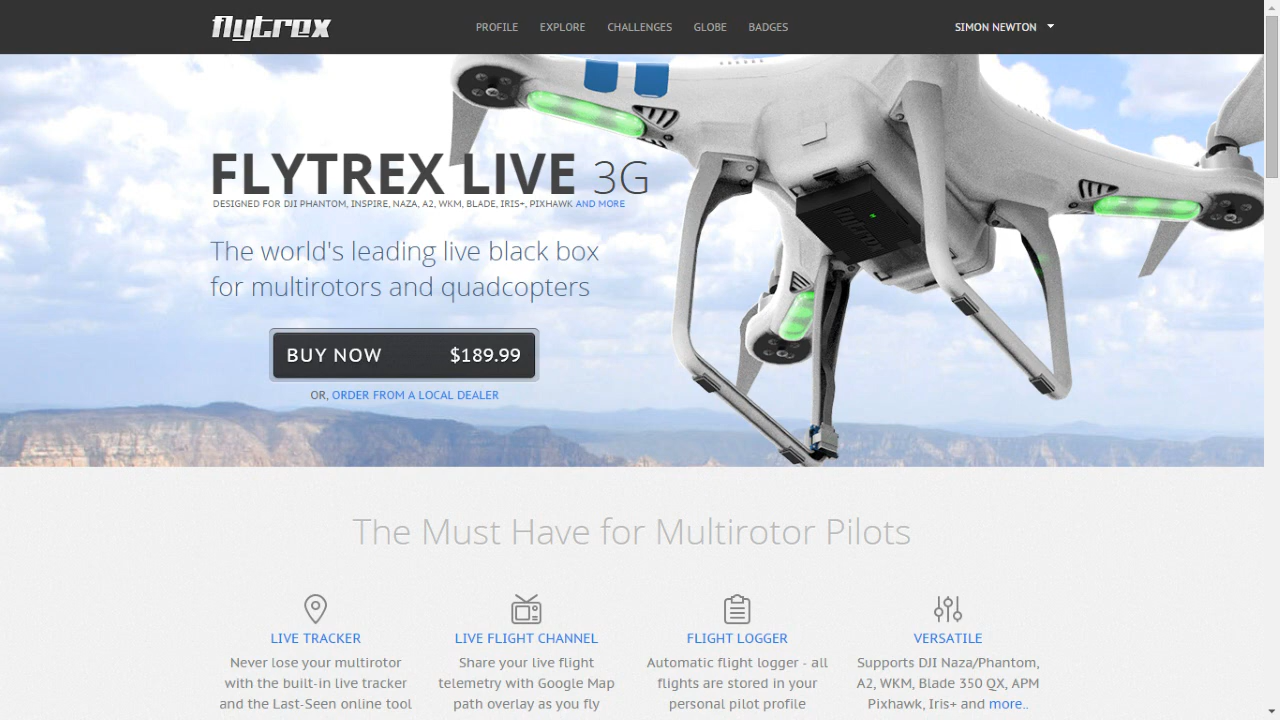 flytrex
PROFILE EXPLORE CHALLENGES GLOBE BADGES
SIMON NEWTON
FLYTREX LIVE 3G
DESIGNED FOR DJI PHANTOM, INSPIRE, NAZA, A2, WKM, BLADE, IRIS+, PIXHAWK AND MORE
The world's leading live black box
for multirotors and quadcopters
flytrex
BUY NOW $189.99
OR, ORDER FROM A LOCAL DEALER
The Must Have for Multirotor Pilots
LIVE TRACKER
Never lose your multirotor
with the built-in live tracker
and the Last-Seen online tool
LIVE FLIGHT CHANNEL
Share your live flight
telemetry with Google Map
path overlay as you fly
FLIGHT LOGGER
Automatic flight logger - all
flights are stored in your
personal pilot profile
VERSATILE
Supports DJI Naza/Phantom,
A2, WKM, Blade 350 QX, APM
Pixhawk, Iris+ and more..